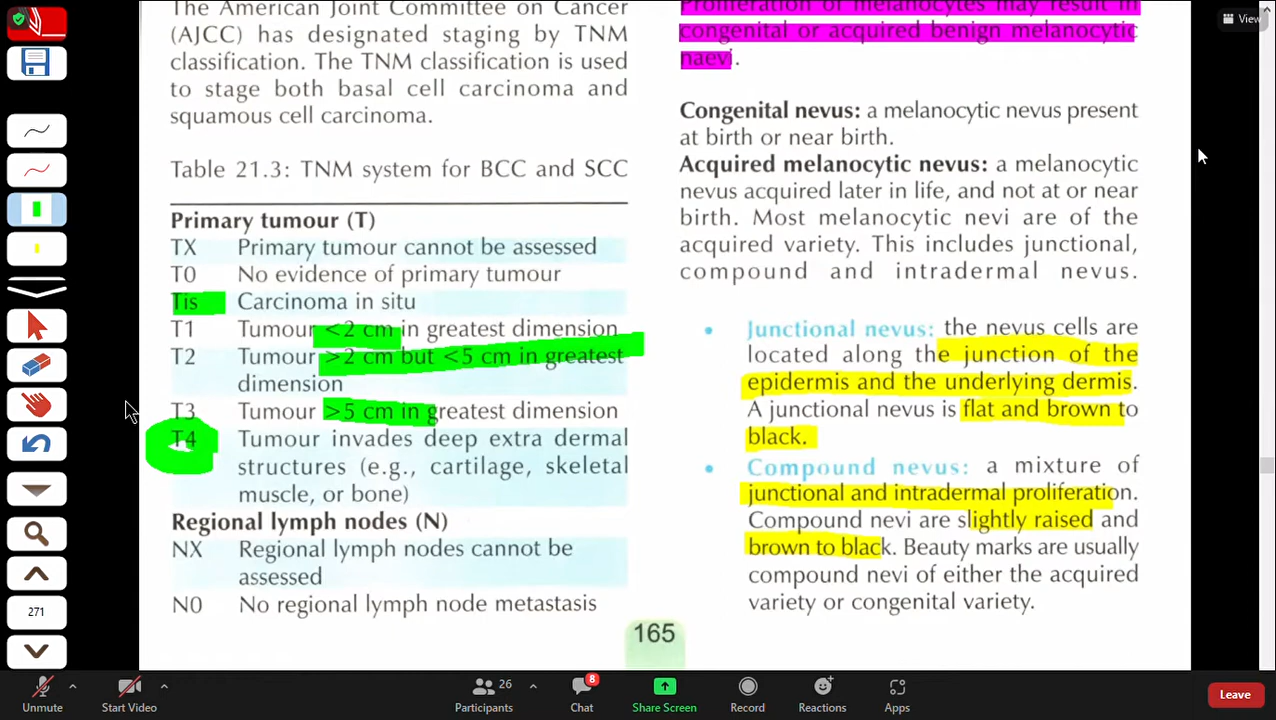 The American Joint Committee on Cancer
(AJCC) has designated staging by TNM
classification. The TNM classification is used
to stage both basal cell carcinoma and
squamous cell carcinoma.
Table 21.3: TNM system for BCC and SCC
Primary tumour (T)
TX Primary tumour cannot be assessed
T0 No evidence of primary tumour
Tis Carcinoma in situ
T1 Tumour <2 cm in greatest dimension
T2 Tumour >2 cm but <5 cm in greatest
dimension
T3 Tumour >5 cm in greatest dimension
T4 Tumour invades deep extra dermal
structures (e.g., cartilage, skeletal
muscle, or bone)
Regional lymph nodes (N)
NX Regional lymph nodes cannot be
assessed
N0 No regional lymph node metastasis
Proliferation of melanocytes may result in
congenital or acquired benign melanocytic
naevi.
Congenital nevus: a melanocytic nevus present
at birth or near birth.
Acquired melanocytic nevus: a melanocytic
nevus acquired later in life, and not at or near
birth. Most melanocytic nevi are of the
acquired variety. This includes junctional,
compound and intradermal nevus.
• Junctional nevus: the nevus cells are
located along the junction of the
epidermis and the underlying dermis.
A junctional nevus is flat and brown to
black.
• Compound nevus: a mixture of
junctional and intradermal proliferation.
Compound nevi are slightly raised and
brown to black. Beauty marks are usually
compound nevi of either the acquired
variety or congenital variety.
165
View
271
Unmute
Start Video
26
Participants
8
Chat
Share Screen
Record
Reactions
Apps
Leave